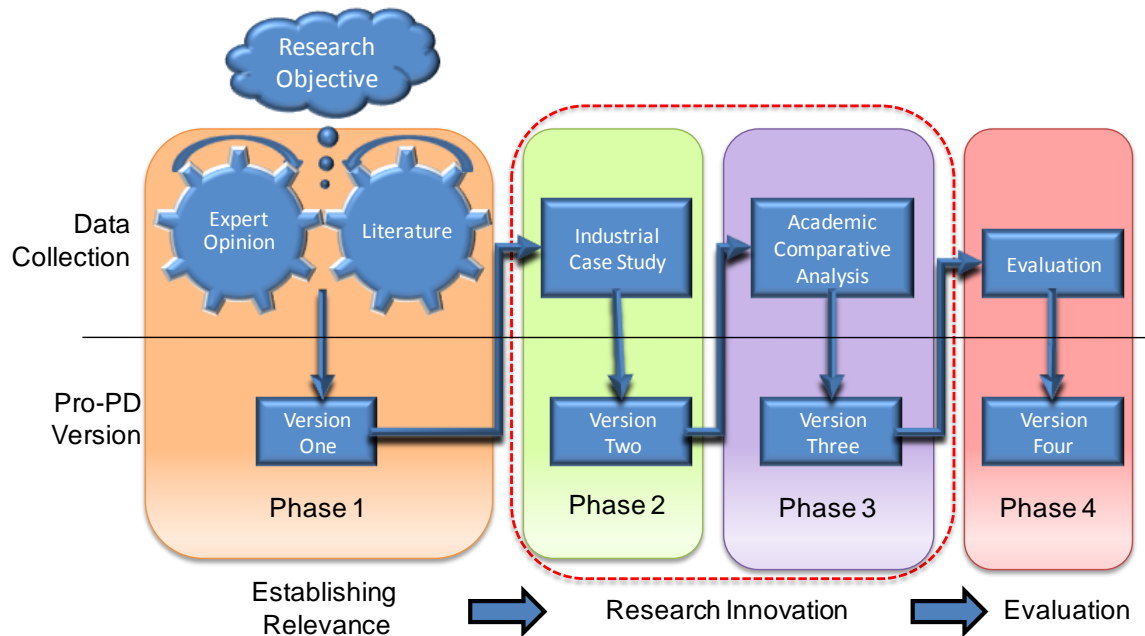 Research
Objective
Expert
Opinion
Literature
Data
Collection
Industrial
Case Study
Academic
Comparative
Analysis
Evaluation
Pro-PD
Version
Version
One
Version
Two
Version
Three
Version
Four
Phase 1
Phase 2
Phase 3
Phase 4
Establishing
Relevance
Research Innovation
Evaluation